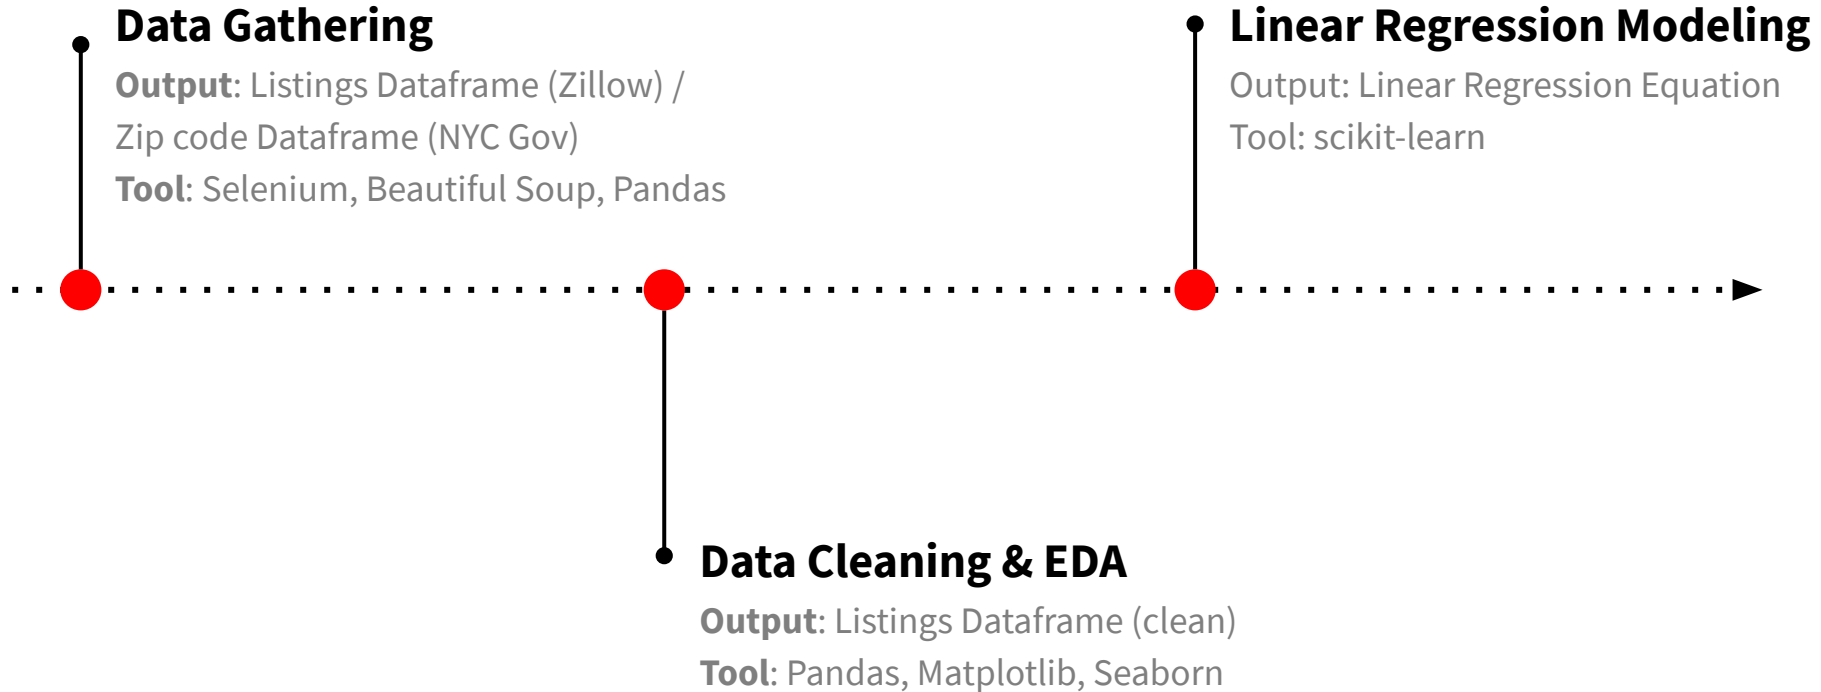 Data Gathering
Output: Listings Dataframe (Zillow) /
Zip code Dataframe (NYC Gov)
Tool: Selenium, Beautiful Soup, Pandas
Linear Regression Modeling
Output: Linear Regression Equation
Tool: scikit-learn
Data Cleaning & EDA
Output: Listings Dataframe (clean)
Tool: Pandas, Matplotlib, Seaborn